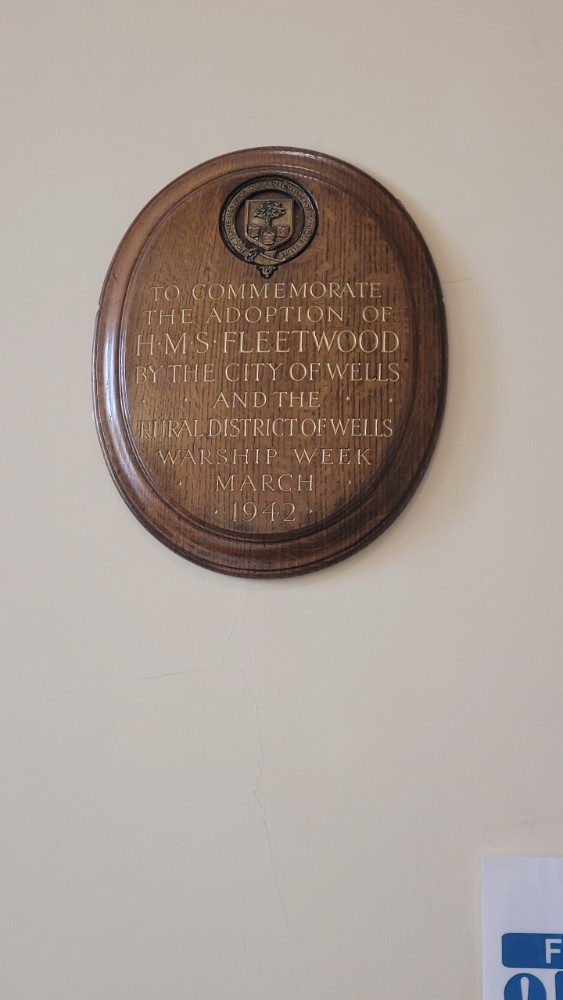 TO COMMEMORATE
THE ADOPTION OF
H·M·S·FLEETWOOD
BY THE CITY OF WELLS
· AND THE ·
RURAL DISTRICT OF WELLS
WARSHIP WEEK
· MARCH ·
· 1942 ·
F